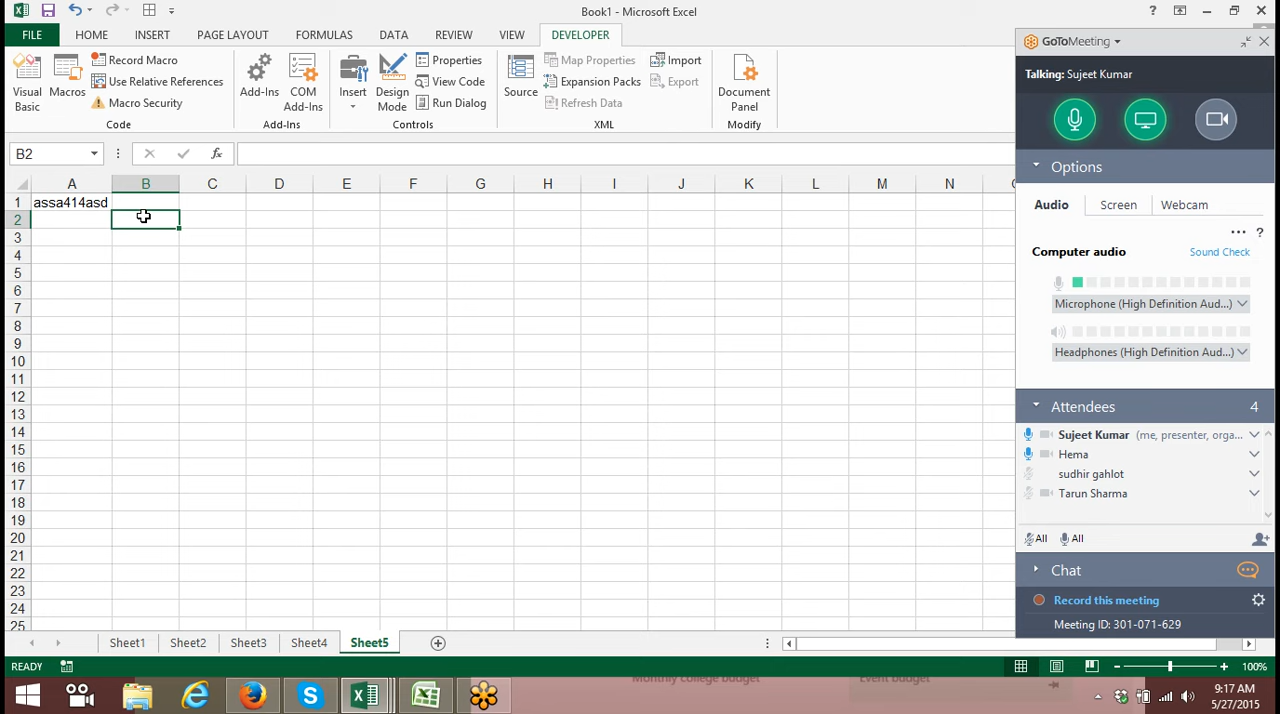 Book1 - Microsoft Excel
FILE HOME INSERT PAGE LAYOUT FORMULAS DATA REVIEW VIEW DEVELOPER
Visual Basic
Macros
Record Macro
Use Relative References
Macro Security
Code
Add-Ins
COM Add-Ins
Add-Ins
Insert
Design Mode
Properties
View Code
Run Dialog
Controls
Source
Map Properties
Expansion Packs
Refresh Data
Import
Export
XML
Document Panel
Modify
B2
fx
A B C D E F G H I J K L M N
1 assa414asd
2
3
4
5
6
7
8
9
10
11
12
13
14
15
16
17
18
19
20
21
22
23
24
25
Sheet1 Sheet2 Sheet3 Sheet4 Sheet5
READY
100%
GoToMeeting
Talking: Sujeet Kumar
Options
Audio Screen Webcam
... ?
Computer audio Sound Check
Microphone (High Definition Aud...)
Headphones (High Definition Aud...)
Attendees 4
Sujeet Kumar (me, presenter, orga...
Hema
sudhir gahlot
Tarun Sharma
All All
Chat
Record this meeting
Meeting ID: 301-071-629
Monthly college budget
Event budget
9:17 AM
5/27/2015